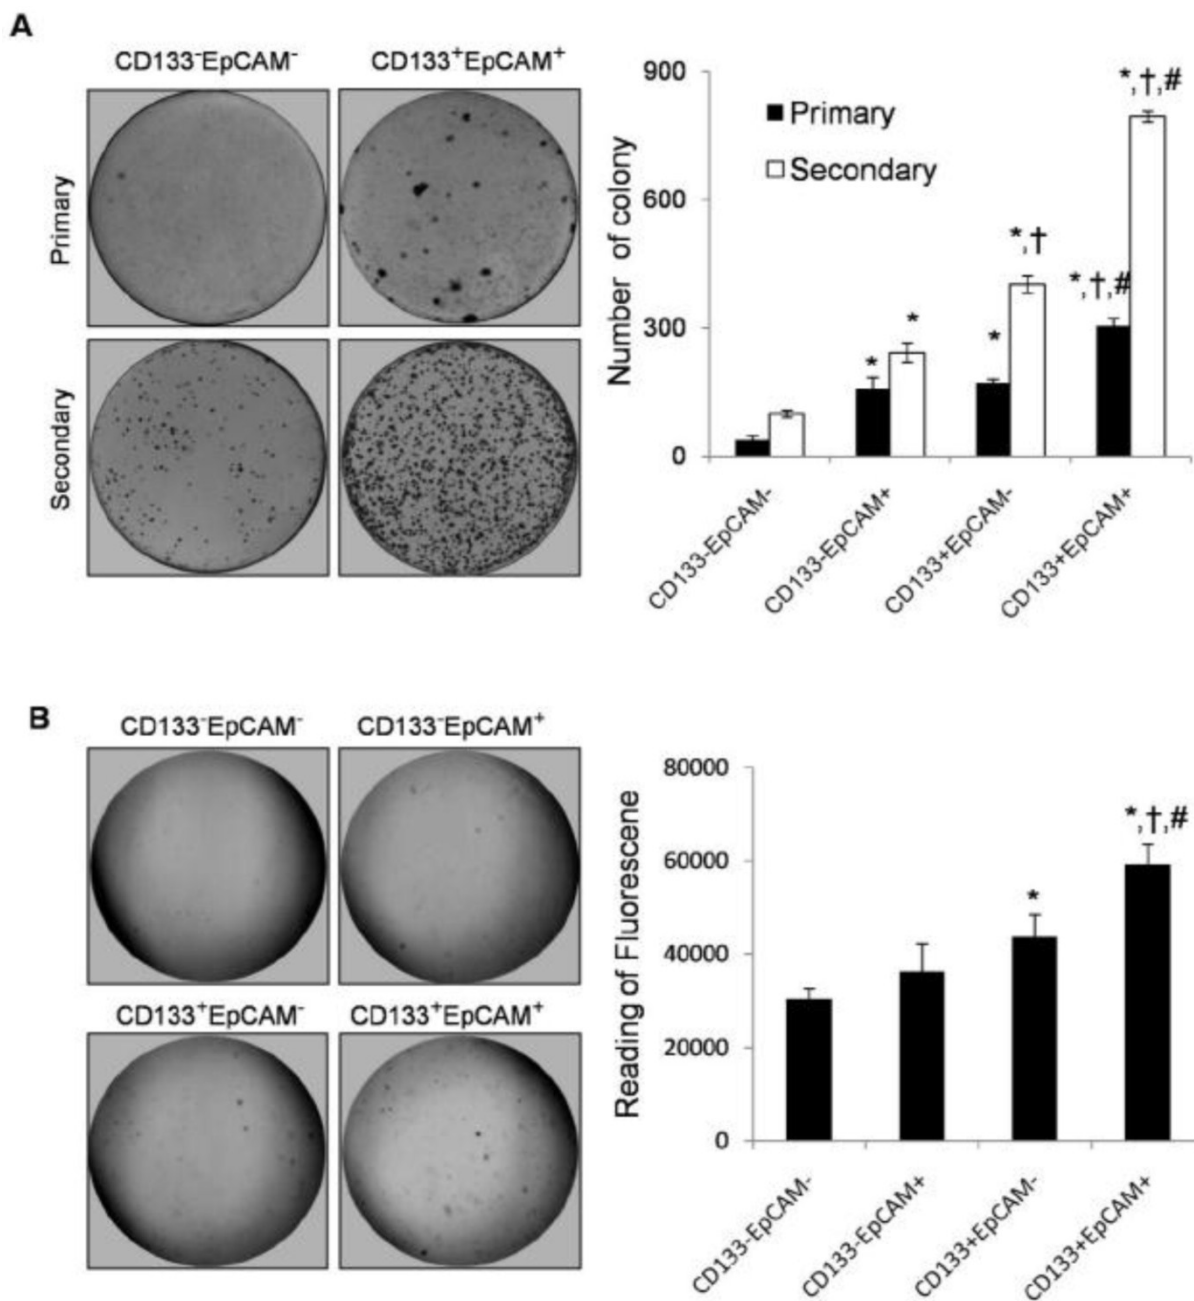 A
CD133⁻EpCAM⁻
CD133⁺EpCAM⁺
Primary
Secondary
900
600
300
0
Number of colony
Primary
Secondary
*
*
*
*,†
*,†,#
*,†,#
CD133-EpCAM-
CD133-EpCAM+
CD133+EpCAM-
CD133+EpCAM+
B
CD133⁻EpCAM⁻
CD133⁻EpCAM⁺
CD133⁺EpCAM⁻
CD133⁺EpCAM⁺
80000
60000
40000
20000
0
Reading of Fluorescene
*
*,†,#
CD133-EpCAM-
CD133-EpCAM+
CD133+EpCAM-
CD133+EpCAM+